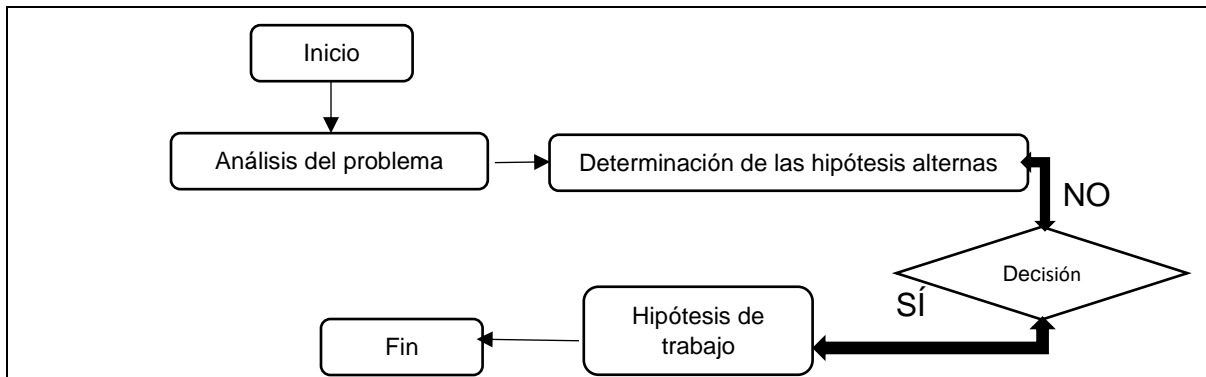 Inicio
Análisis del problema
Determinación de las hipótesis alternas
NO
Decisión
SÍ
Hipótesis de
trabajo
Fin